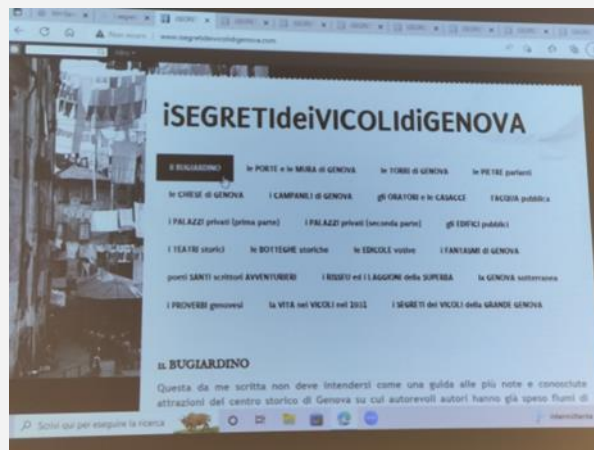 www.isegretideivicolidigenova.com
iSEGRETIdeiVICOLIdiGENOVA
Il BUGIARDINO le PORTE e le MURA di GENOVA le TORRI di GENOVA le PIETRE parlanti
le CHIESE di GENOVA i CAMPANILI di GENOVA gli ORATORI e le CASACCE l'ACQUA pubblica
i PALAZZI privati (prima parte) i PALAZZI privati (seconda parte) gli EDIFICI pubblici
i TEATRI storici le BOTTEGHE storiche le EDICOLE votive i FANTASMI di GENOVA
poeti SANTI scrittori AVVENTURIERI i RISSEU ed i LAGGIONI della SUPERBA la GENOVA sotterranea
i PROVERBI genovesi la VITA nei VICOLI nel i SEGRETI dei VICOLI della GRANDE GENOVA
IL BUGIARDINO
Questa da me scritta non deve intendersi come una guida alle più note e conosciute
attrazioni del centro storico di Genova su cui autorevoli autori hanno già speso fiumi di
Scrivi qui per eseguire la ricerca